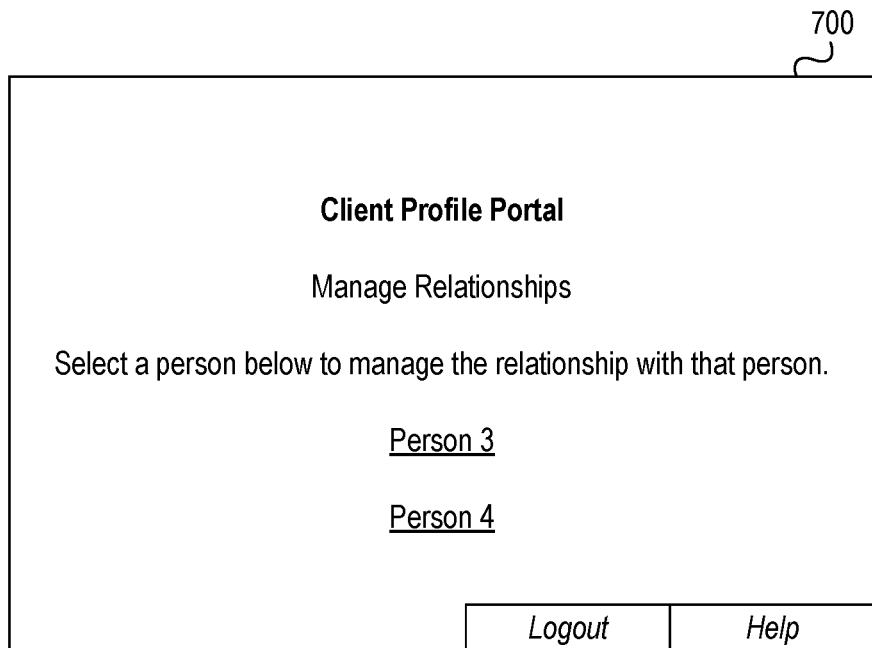 700
Client Profile Portal
Manage Relationships
Select a person below to manage the relationship with that person.
Person 3
Person 4
Logout Help